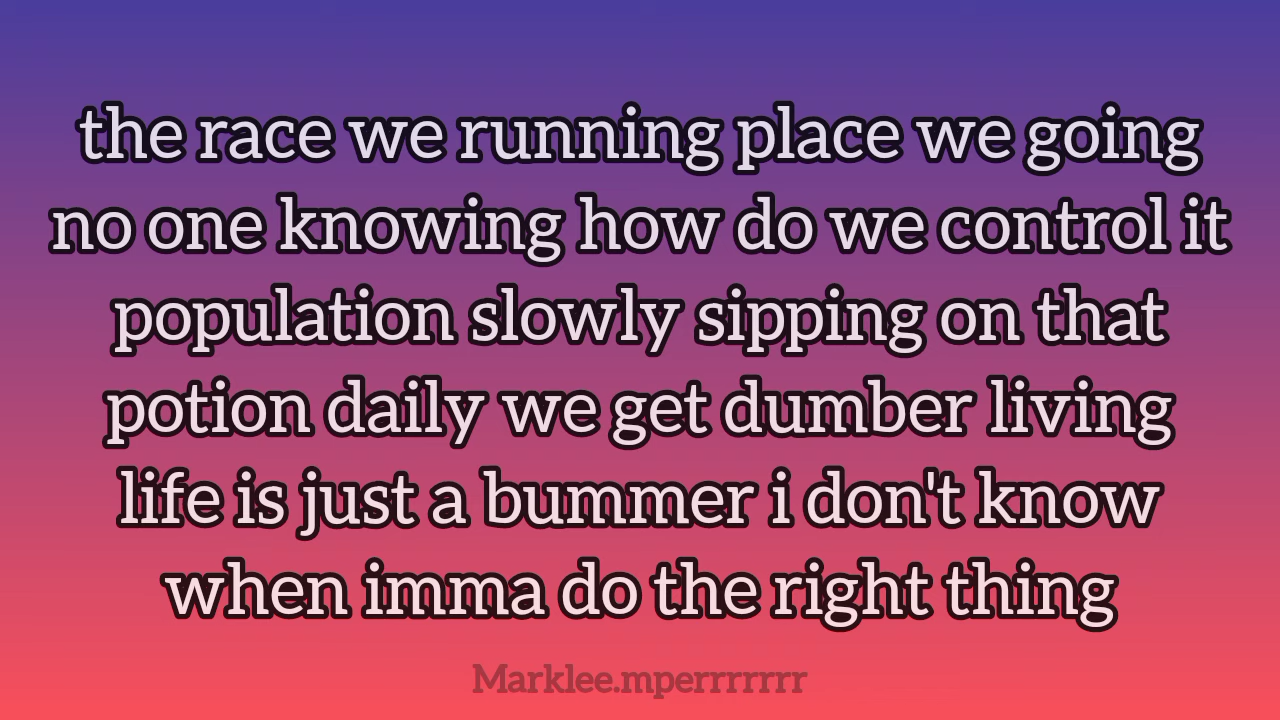 the race we running place we going
no one knowing how do we control it
population slowly sipping on that
potion daily we get dumber living
life is just a bummer i don't know
when imma do the right thing
Marklee.mperrrrrrr